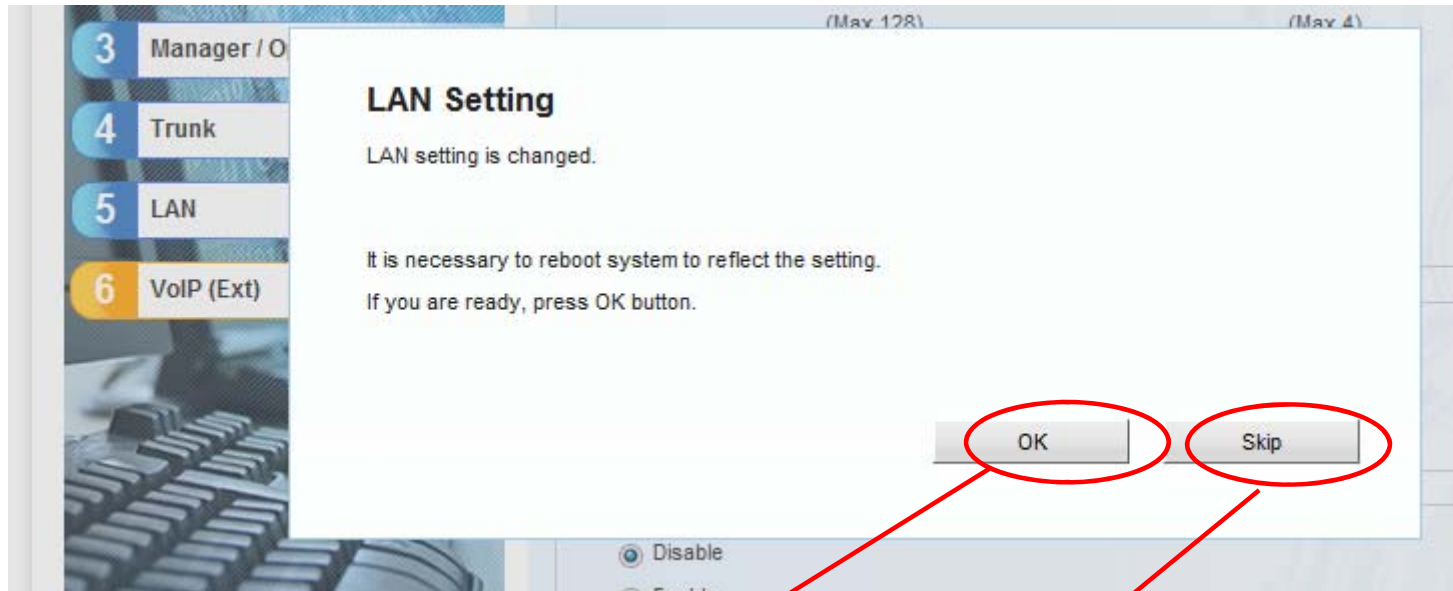 (Max 128)
(Max 4)
3 Manager / O
4 Trunk
5 LAN
6 VoIP (Ext)
LAN Setting
LAN setting is changed.
It is necessary to reboot system to reflect the setting.
If you are ready, press OK button.
OK
Skip
Disable